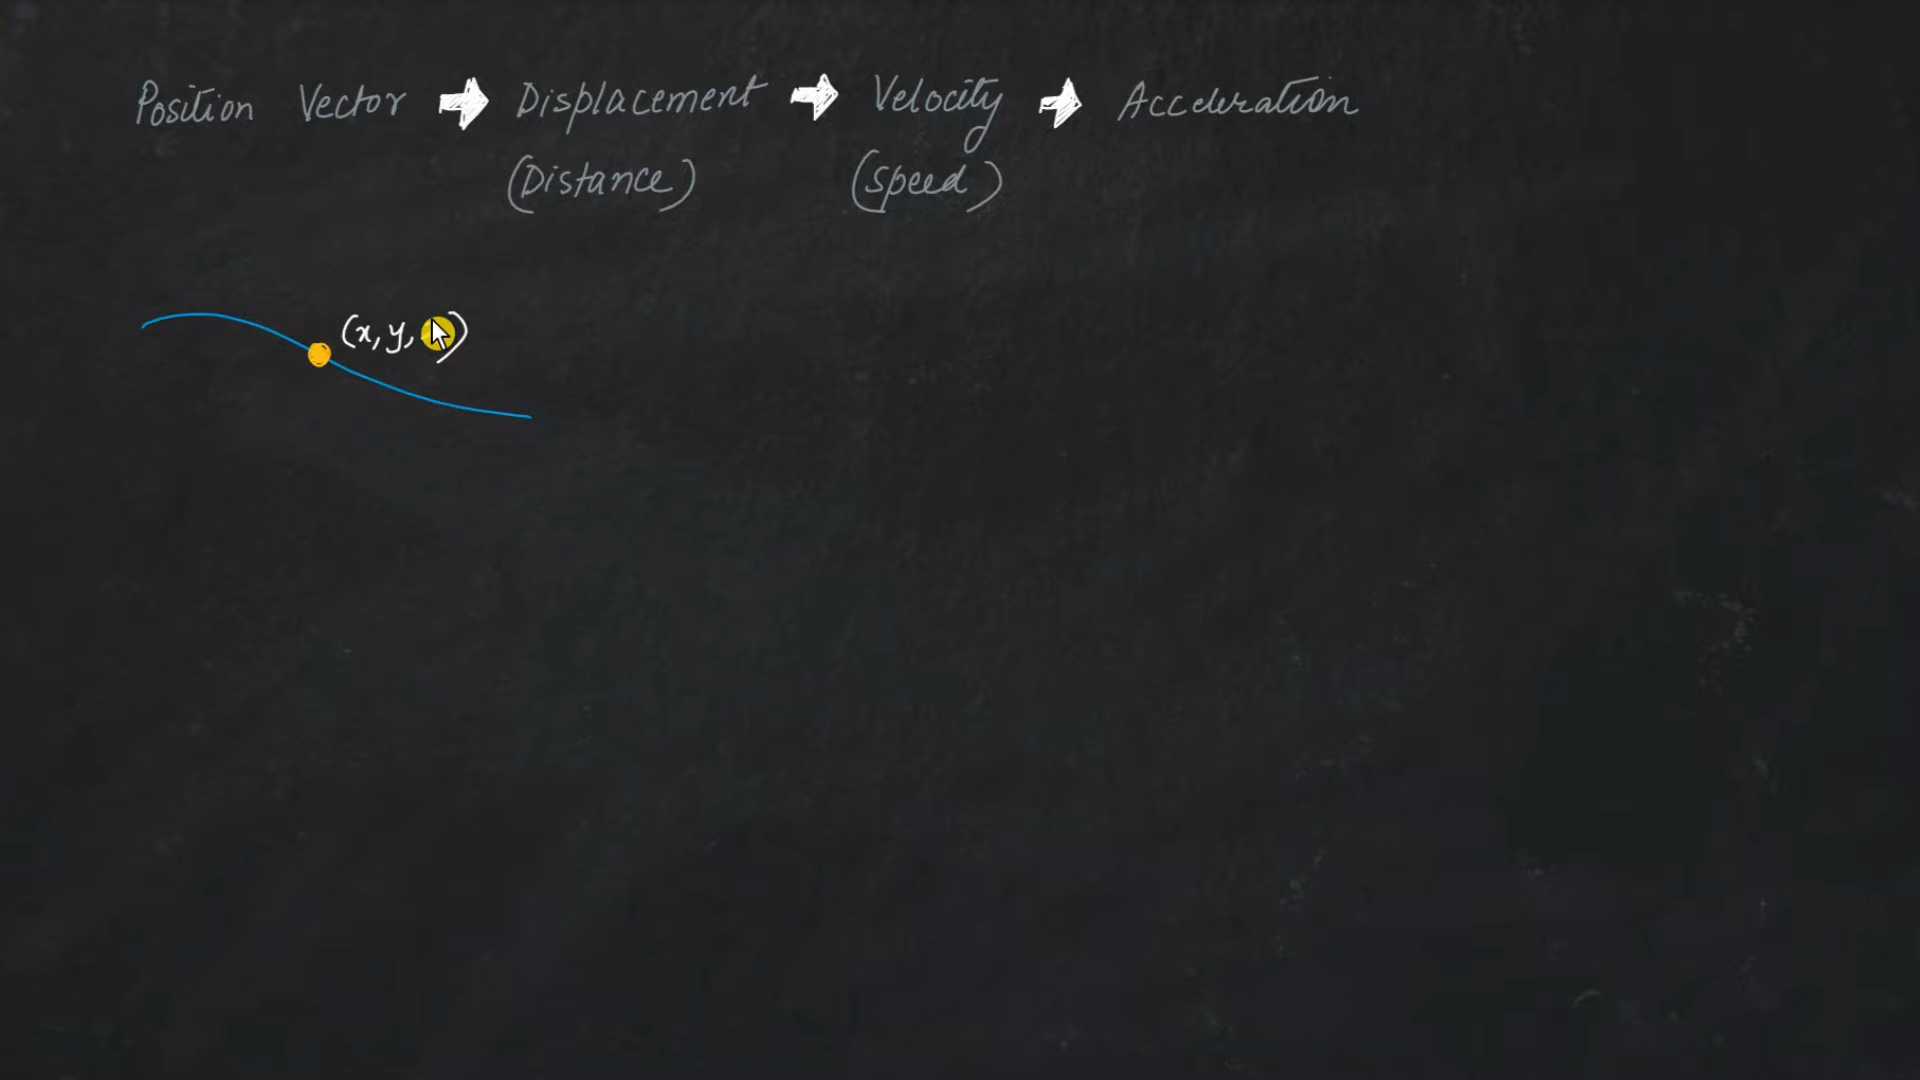 Position Vector Displacement Velocity Acceleration
(Distance) (Speed)
(x, y, )